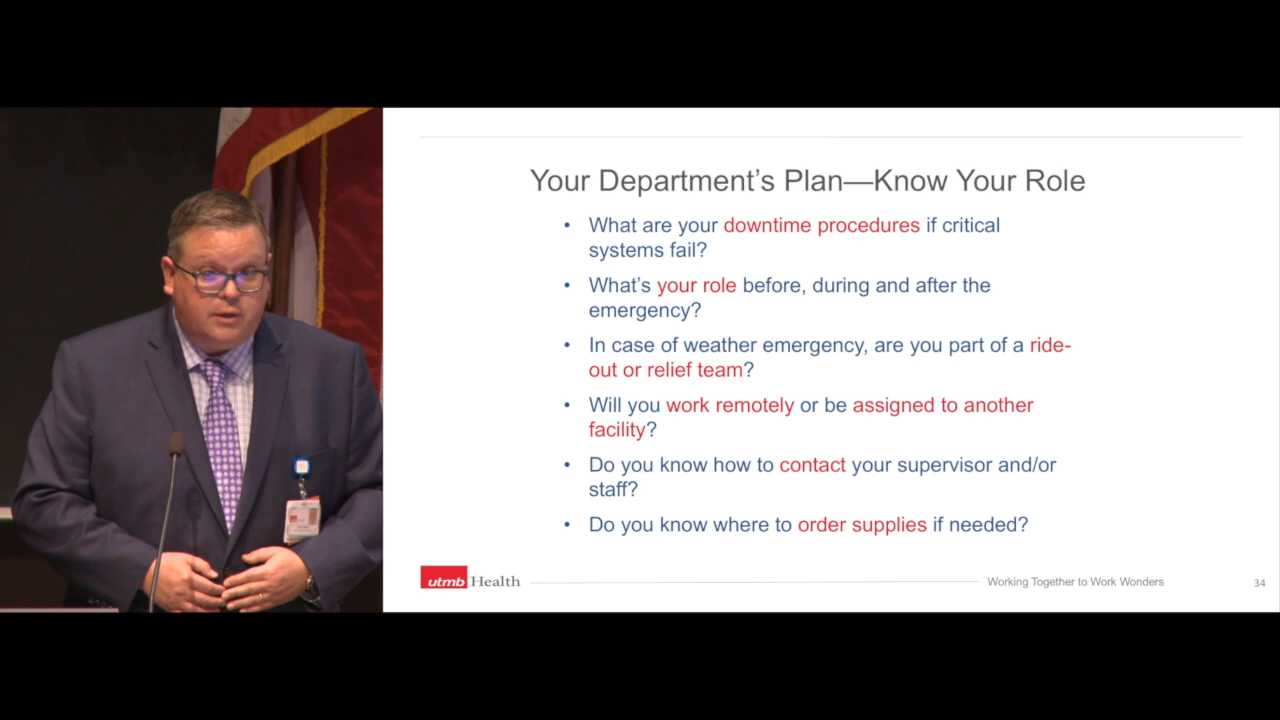 Your Department's Plan—Know Your Role
• What are your downtime procedures if critical
systems fail?
• What's your role before, during and after the
emergency?
• In case of weather emergency, are you part of a ride-
out or relief team?
• Will you work remotely or be assigned to another
facility?
• Do you know how to contact your supervisor and/or
staff?
• Do you know where to order supplies if needed?
utmb Health
Working Together to Work Wonders
34